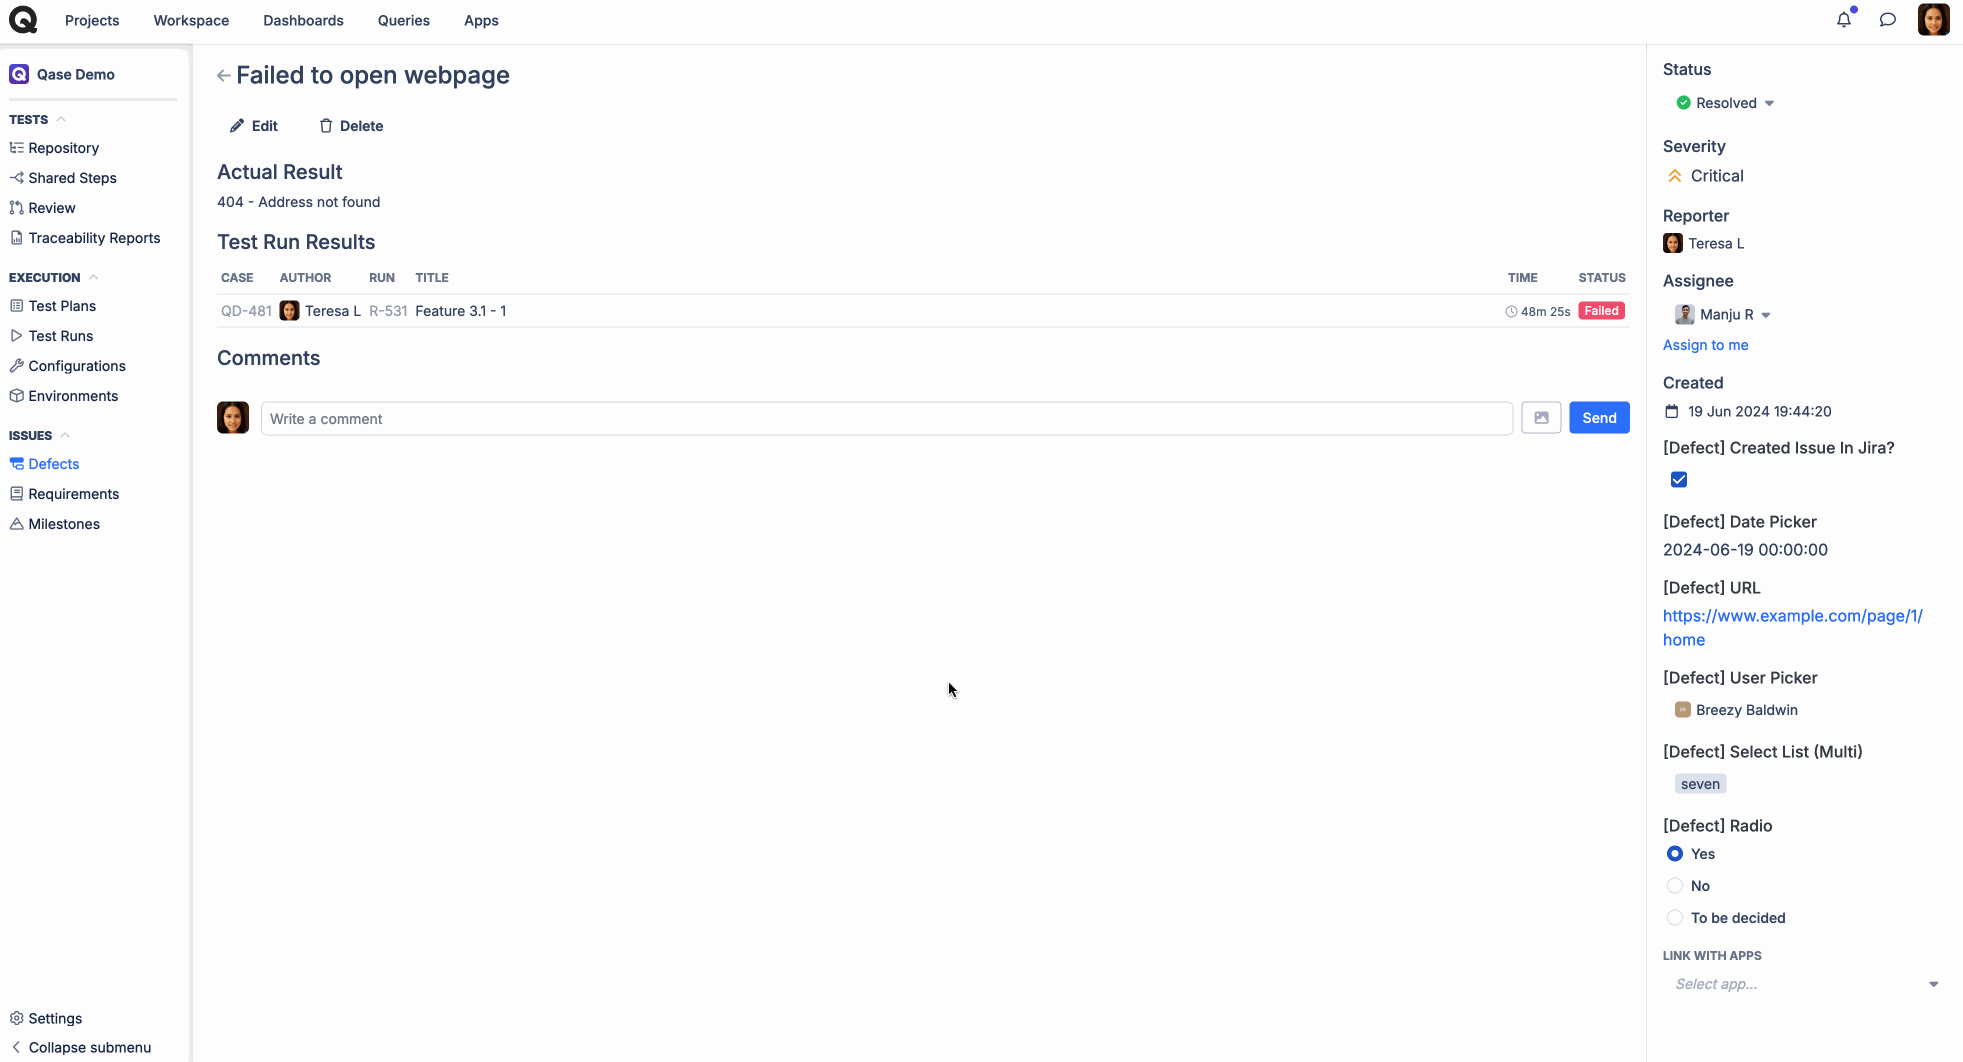 Projects
Workspace
Dashboards
Queries
Apps
Qase Demo
TESTS
Repository
Shared Steps
Review
Traceability Reports
EXECUTION
Test Plans
Test Runs
Configurations
Environments
ISSUES
Defects
Requirements
Milestones
Settings
Collapse submenu
Failed to open webpage
Edit
Delete
Actual Result
404 - Address not found
Test Run Results
CASE AUTHOR RUN TITLE TIME STATUS
QD-481 Teresa L R-531 Feature 3.1 - 1 48m 25s Failed
Comments
Write a comment
Send
Status
Resolved
Severity
Critical
Reporter
Teresa L
Assignee
Manju R
Assign to me
Created
19 Jun 2024 19:44:20
[Defect] Created Issue In Jira?
[Defect] Date Picker
2024-06-19 00:00:00
[Defect] URL
https://www.example.com/page/1/
home
[Defect] User Picker
Breezy Baldwin
[Defect] Select List (Multi)
seven
[Defect] Radio
Yes
No
To be decided
LINK WITH APPS
Select app...